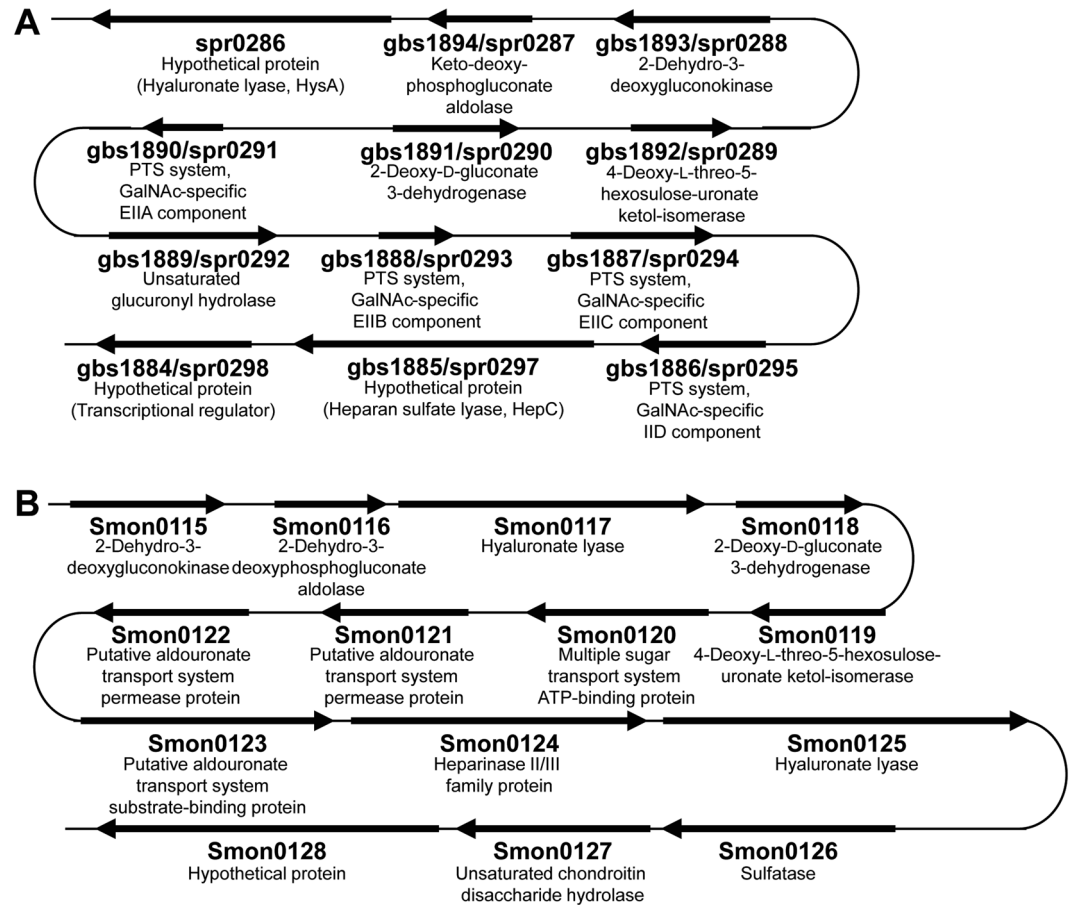 A
spr0286
Hypothetical protein
(Hyaluronate lyase, HysA)
gbs1894/spr0287
Keto-deoxy-
phosphogluconate
aldolase
gbs1893/spr0288
2-Dehydro-3-
deoxygluconokinase
gbs1890/spr0291
PTS system,
GalNAc-specific
EIIA component
gbs1891/spr0290
2-Deoxy-D-gluconate
3-dehydrogenase
gbs1892/spr0289
4-Deoxy-L-threo-5-
hexosulose-uronate
ketol-isomerase
gbs1889/spr0292
Unsaturated
glucuronyl hydrolase
gbs1888/spr0293
PTS system,
GalNAc-specific
EIIB component
gbs1887/spr0294
PTS system,
GalNAc-specific
EIIC component
gbs1884/spr0298
Hypothetical protein
(Transcriptional regulator)
gbs1885/spr0297
Hypothetical protein
(Heparan sulfate lyase, HepC)
gbs1886/spr0295
PTS system,
GalNAc-specific
IID component
B
Smon0115
2-Dehydro-3-
deoxygluconokinase
Smon0116
2-Dehydro-3-
deoxyphosphogluconate
aldolase
Smon0117
Hyaluronate lyase
Smon0118
2-Deoxy-D-gluconate
3-dehydrogenase
Smon0122
Putative aldouronate
transport system
permease protein
Smon0121
Putative aldouronate
transport system
permease protein
Smon0120
Multiple sugar
transport system
ATP-binding protein
Smon0119
4-Deoxy-L-threo-5-hexosulose-
uronate ketol-isomerase
Smon0123
Putative aldouronate
transport system
substrate-binding protein
Smon0124
Heparinase II/III
family protein
Smon0125
Hyaluronate lyase
Smon0128
Hypothetical protein
Smon0127
Unsaturated chondroitin
disaccharide hydrolase
Smon0126
Sulfatase